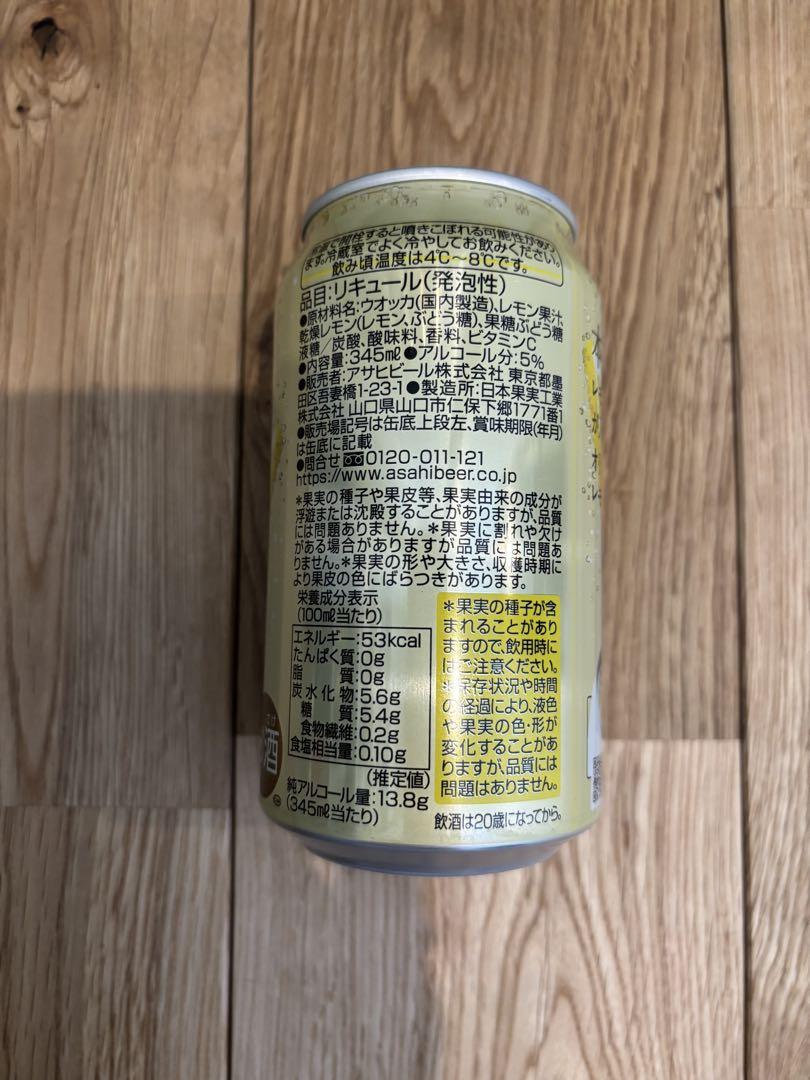 常温で開栓すると噴きこぼれる可能性があり
ます。冷蔵室でよく冷やしてお飲みください。
飲み頃温度は4℃〜8℃です。
品目:リキュール(発泡性)
●原材料名:ウオッカ(国内製造)、レモン果汁、
乾燥レモン(レモン、ぶどう糖)、果糖ぶどう糖
液糖/炭酸、酸味料、香料、ビタミンC
●内容量:345㎖●アルコール分:5%
●販売者:アサヒビール株式会社 東京都墨
田区吾妻橋1-23-1●製造所:日本果実工業
株式会社 山口県山口市仁保下郷1771番1
●販売場記号は缶底上段左、賞味期限(年月)
は缶底に記載
●問合せ 0120-011-121
https://www.asahibeer.co.jp
*果実の種子や果皮等、果実由来の成分が
浮遊または沈殿することがありますが、品質
には問題ありません。*果実に割れや欠け
がある場合がありますが品質には問題あ
りません。*果実の形や大きさ、収穫時期に
より果皮の色にばらつきがあります。
栄養成分表示
(100㎖当たり)
エネルギー:53kcal
たんぱく質:0g
脂質:0g
炭水化物:5.6g
糖質:5.4g
食物繊維:0.2g
食塩相当量:0.10g
(推定値)
純アルコール量:13.8g
(345㎖当たり)
*果実の種子が含
まれることがあり
ますので、飲用時に
はご注意ください。
*保存状況や時間
の経過により、液色
や果実の色・形が
変化することがあ
りますが、品質には
問題はありません。
飲酒は20歳になってから。
酒